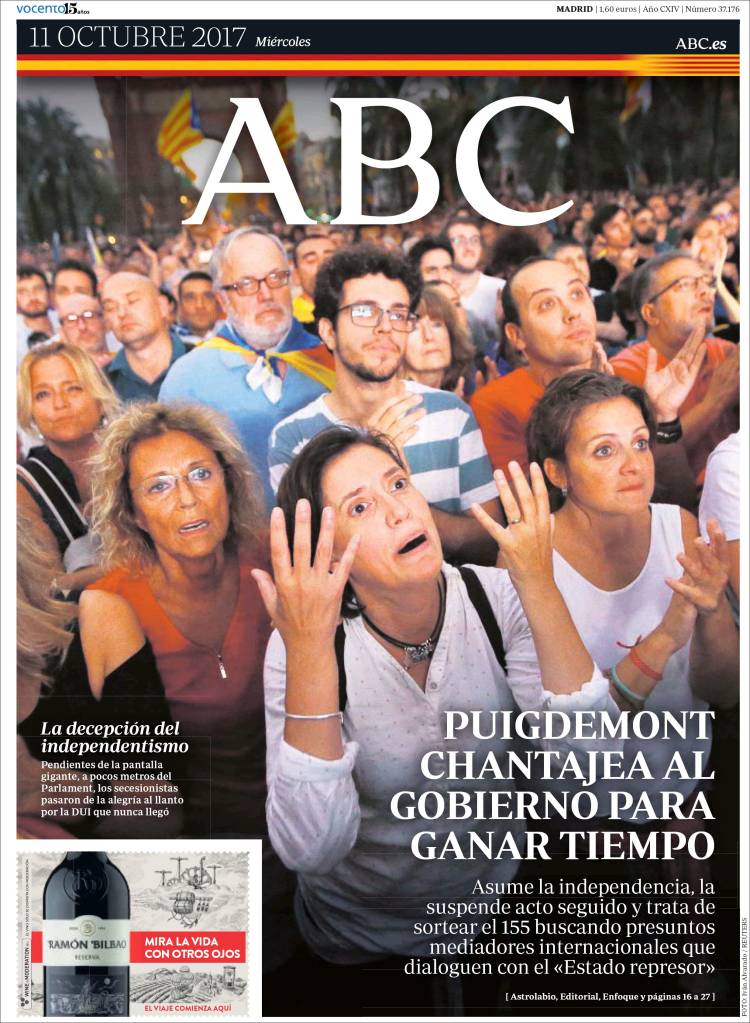 vocento 15 años
MADRID | 1,60 euros | Año CXIV | Número 37.176
11 OCTUBRE 2017 Miércoles
ABC.es
ABC
La decepción del
independentismo
Pendientes de la pantalla
gigante, a pocos metros del
Parlament, los secesionistas
pasaron de la alegría al llanto
por la DUI que nunca llegó
PUIGDEMONT
CHANTAJEA AL
GOBIERNO PARA
GANAR TIEMPO
Asume la independencia, la
suspende acto seguido y trata de
sortear el 155 buscando presuntos
mediadores internacionales que
dialoguen con el «Estado represor»
[ Astrolabio, Editorial, Enfoque y páginas 16 a 27 ]
FOTO: Iván Alvarado / REUTERS
WINE in MODERATION
RAMÓN BILBAO
RESERVA
MIRA LA VIDA
CON OTROS OJOS
EL VIAJE COMIENZA AQUÍ